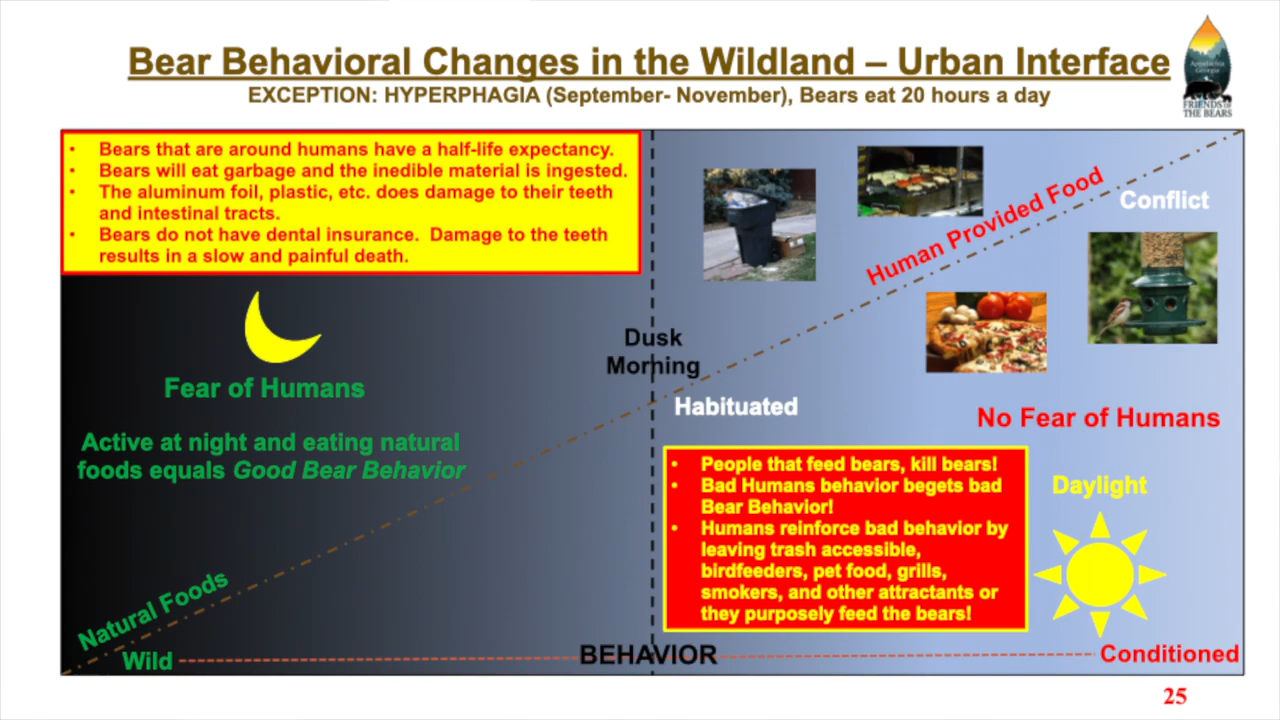 Bear Behavioral Changes in the Wildland – Urban Interface
EXCEPTION: HYPERPHAGIA (September- November), Bears eat 20 hours a day
Appalachia
Georgia
FRIENDS OF
THE BEARS
• Bears that are around humans have a half-life expectancy.
• Bears will eat garbage and the inedible material is ingested.
• The aluminum foil, plastic, etc. does damage to their teeth
and intestinal tracts.
• Bears do not have dental insurance. Damage to the teeth
results in a slow and painful death.
Human Provided Food
Conflict
Dusk
Morning
Fear of Humans
Habituated
No Fear of Humans
Active at night and eating natural
foods equals Good Bear Behavior
• People that feed bears, kill bears!
• Bad Humans behavior begets bad
Bear Behavior!
• Humans reinforce bad behavior by
leaving trash accessible,
birdfeeders, pet food, grills,
smokers, and other attractants or
they purposely feed the bears!
Daylight
Natural Foods
Wild
BEHAVIOR
Conditioned
25